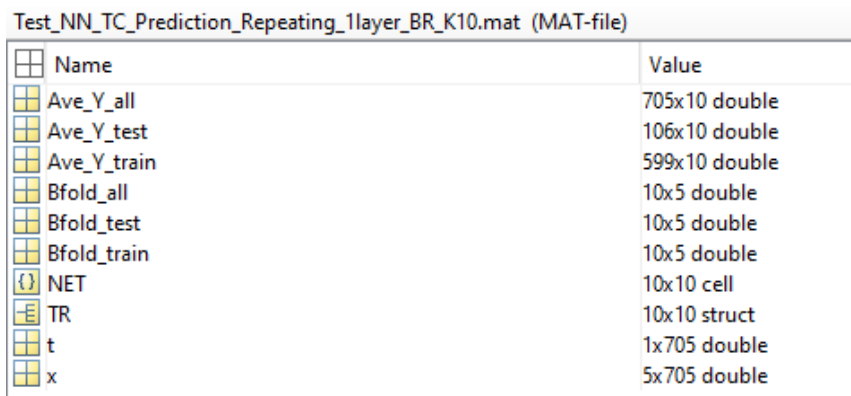 Test_NN_TC_Prediction_Repeating_1layer_BR_K10.mat (MAT-file)
Name Value
Ave_Y_all 705x10 double
Ave_Y_test 106x10 double
Ave_Y_train 599x10 double
Bfold_all 10x5 double
Bfold_test 10x5 double
Bfold_train 10x5 double
NET 10x10 cell
TR 10x10 struct
t 1x705 double
x 5x705 double